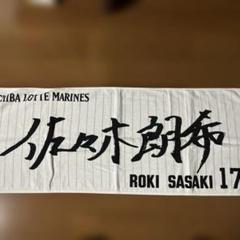 CHIBA LOTTE MARINES
佐々木朗希
ROKI SASAKI 17